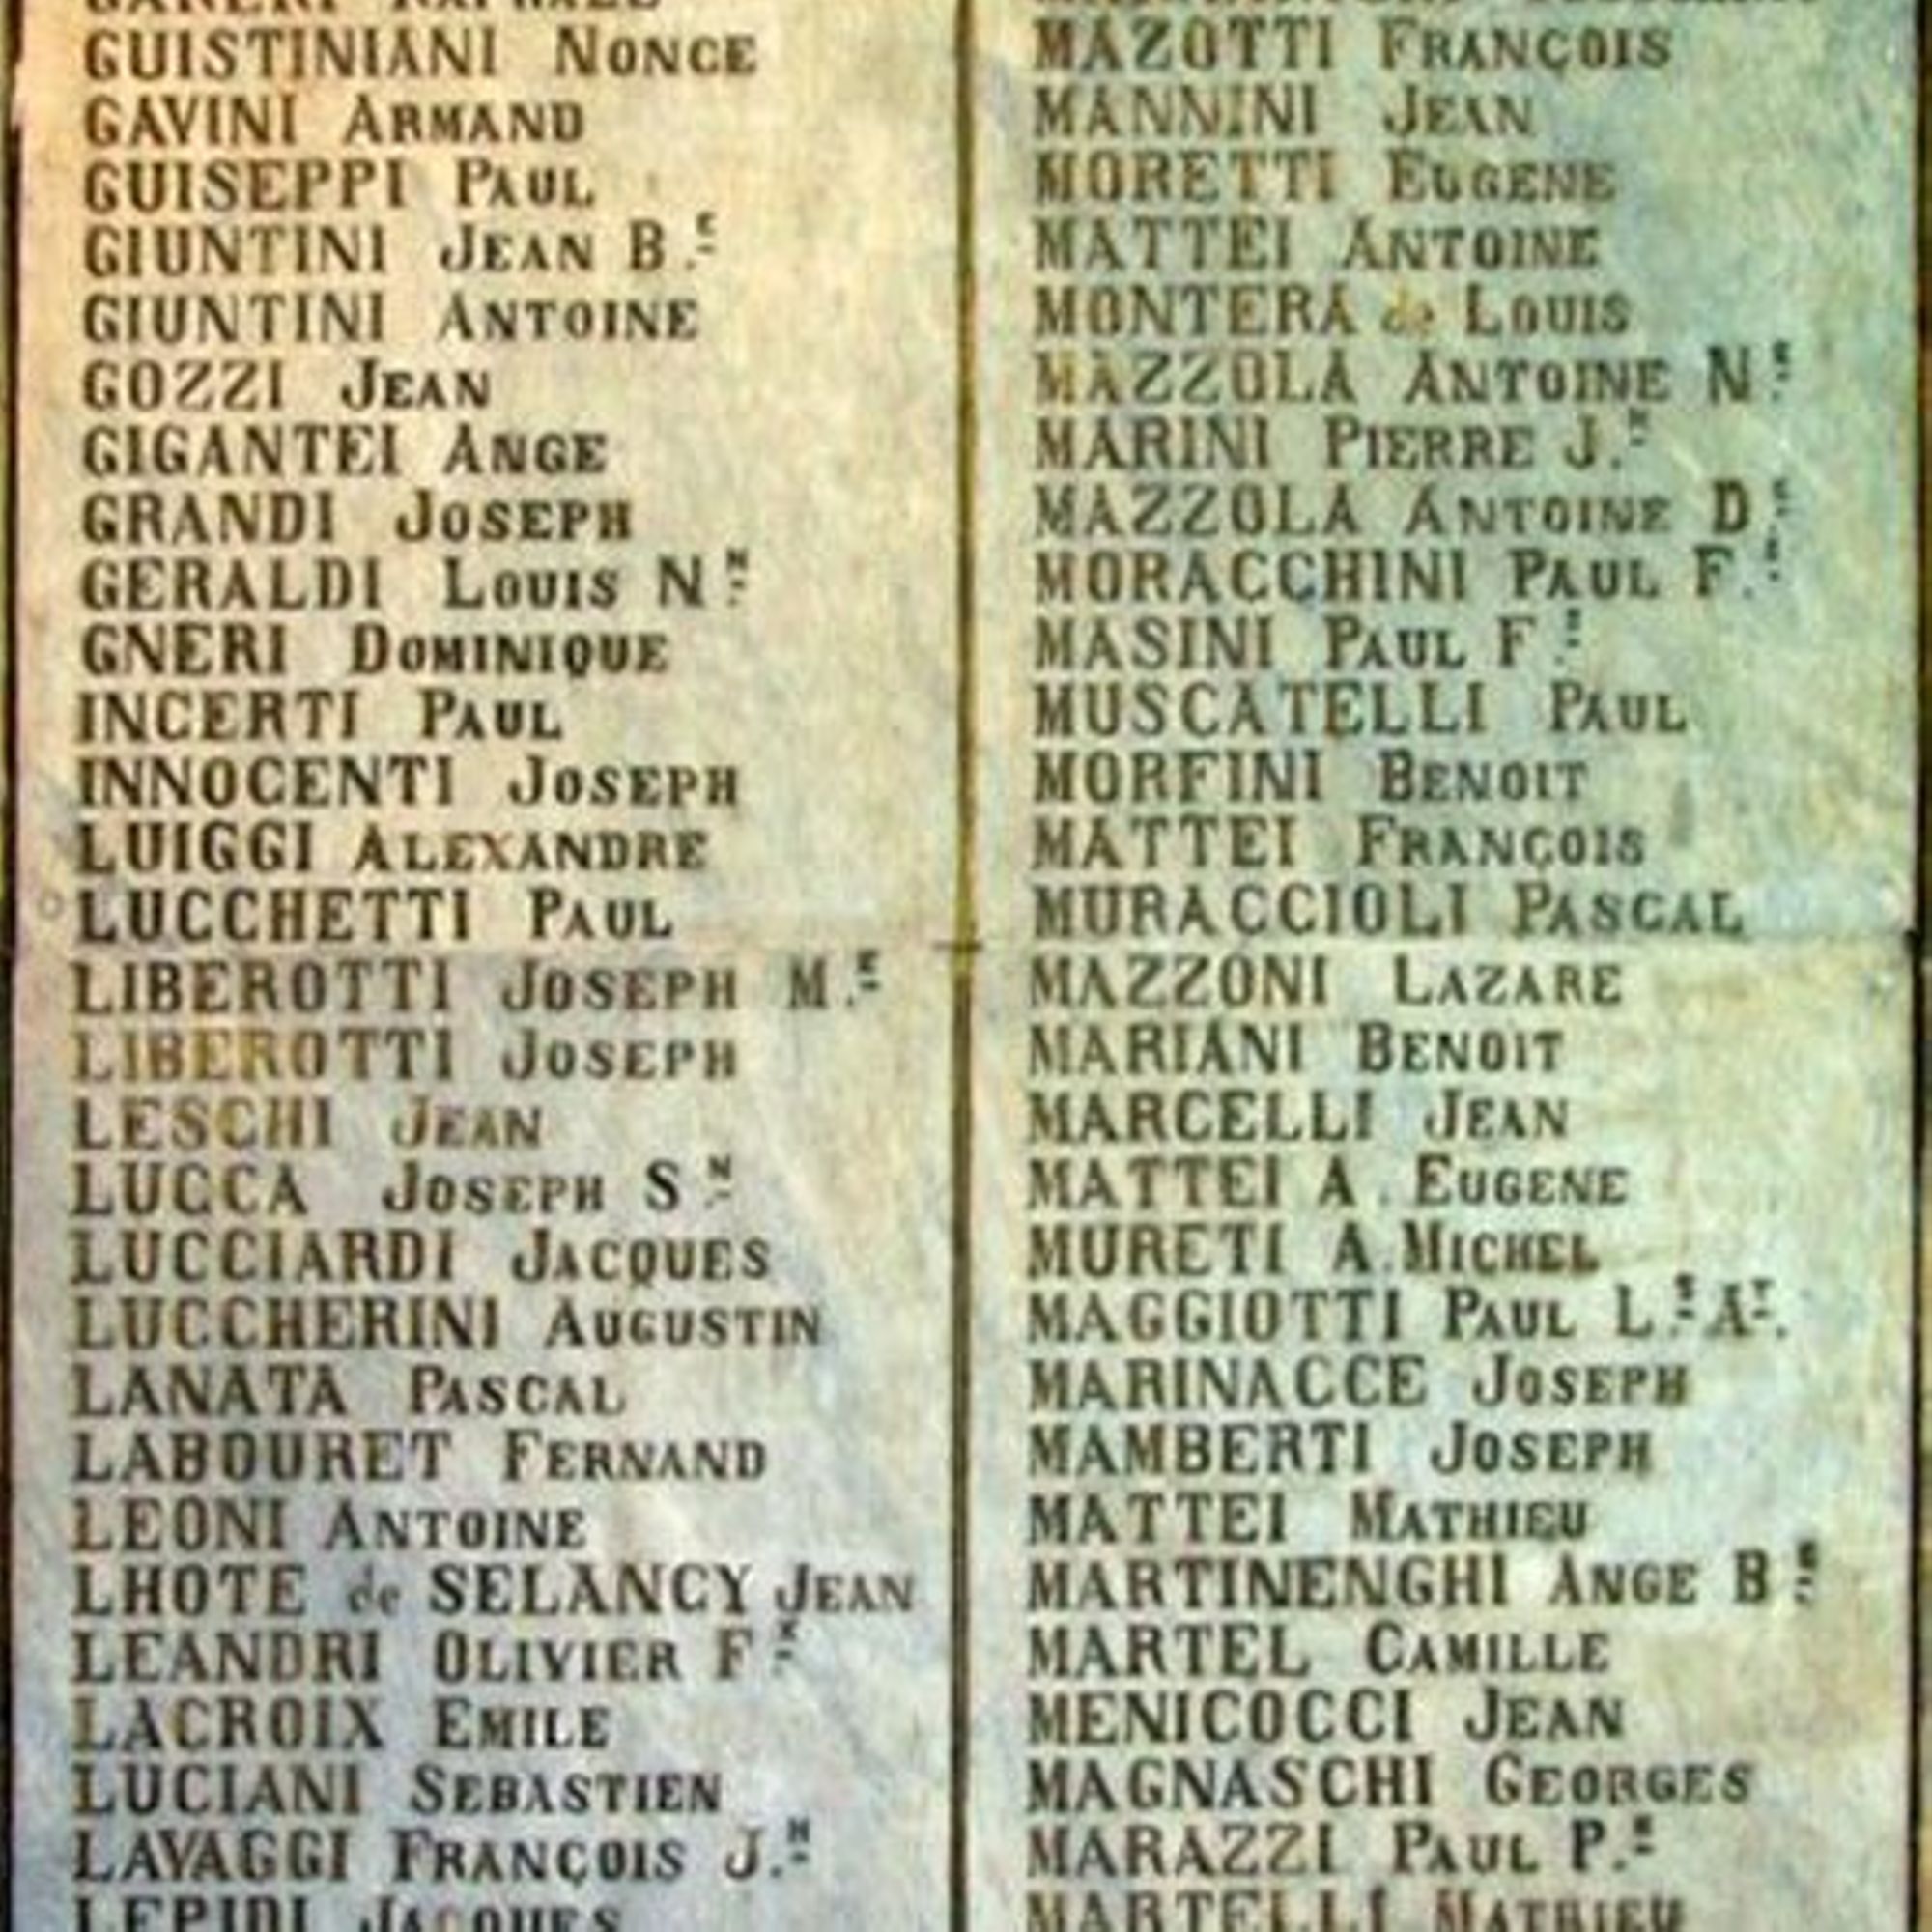 GUISTINIANI NONCE
GAVINI ARMAND
GUISEPPI PAUL
GIUNTINI JEAN B.E
GIUNTINI ANTOINE
GOZZI JEAN
GIGANTEI ANGE
GRANDI JOSEPH
GERALDI LOUIS N.N
GNERI DOMINIQUE
INCERTI PAUL
INNOCENTI JOSEPH
LUIGGI ALEXANDRE
LUCCHETTI PAUL
LIBEROTTI JOSEPH M.E
LIBEROTTI JOSEPH
LESCHI JEAN
LUCCA JOSEPH S.N
LUCCIARDI JACQUES
LUCCHERINI AUGUSTIN
LANATA PASCAL
LABOURET FERNAND
LEONI ANTOINE
LHOTE de SELANCY JEAN
LEANDRI OLIVIER F.X
LACROIX EMILE
LUCIANI SEBASTIEN
LAVAGGI FRANÇOIS J.H
LEPIDI JACQUES
MAZOTTI FRANÇOIS
MANNINI JEAN
MORETTI EUGENE
MATTEI ANTOINE
MONTERA de LOUIS
MAZZOLA ANTOINE
MARINI PIERRE
MAZZOLA ANTOINE
MORACCHINI PAUL
MASINI PAUL
MUSCATELLI PAUL
MORFINI BENOIT
MATTEI FRANÇOIS
MURACCIOLI PASCAL
MAZZONI LAZARE
MARIANI BENOIT
MARCELLI JEAN
MATTEI A. EUGENE
MURETI A. MICHEL
MAGGIOTTI PAUL L.S A.T
MARINACCE JOSEPH
MAMBERTI JOSEPH
MATTEI MATHIEU
MARTINENGHI ANGE
MARTEL CAMILLE
MENICOCCI JEAN
MAGNASCHI GEORGES
MARAZZI PAUL
MARTELLI MATHIEU